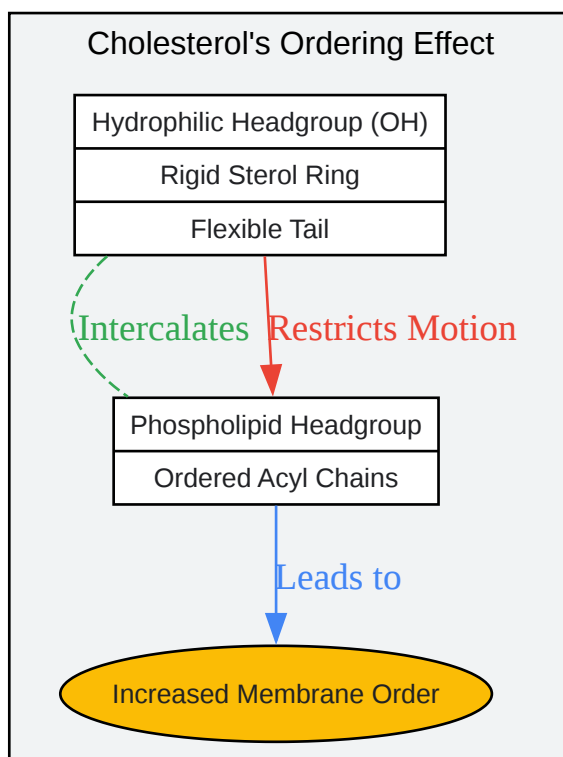 Cholesterol's Ordering Effect
Hydrophilic Headgroup (OH)
Rigid Sterol Ring
Flexible Tail
Intercalates
Restricts Motion
Phospholipid Headgroup
Ordered Acyl Chains
Leads to
Increased Membrane Order